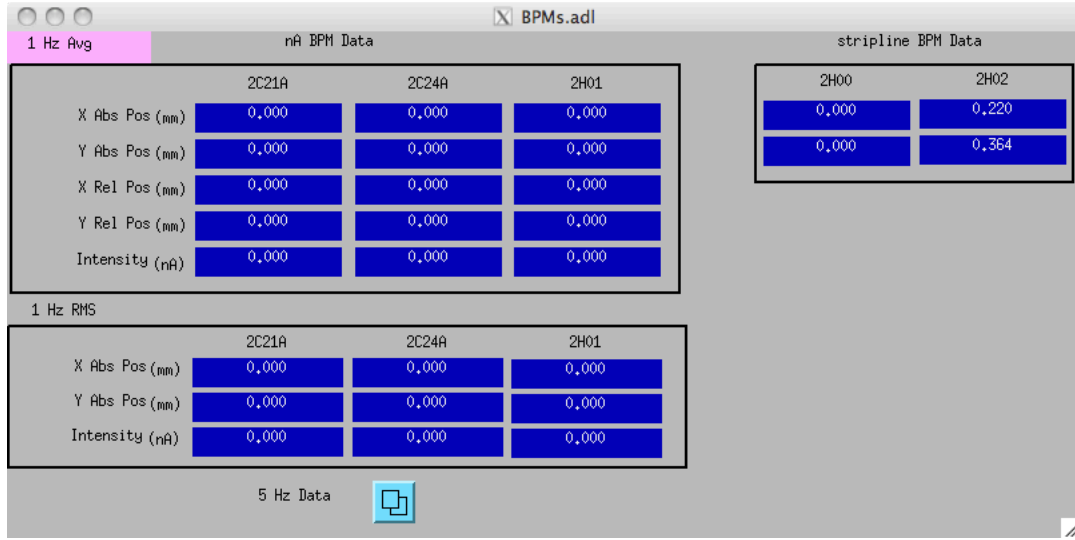 X BPMs.adl
1 Hz Avg nA BPM Data stripline BPM Data
2C21A 2C24A 2H01 2H00 2H02
X Abs Pos (mm) 0.000 0.000 0.000 0.000 0.220
Y Abs Pos (mm) 0.000 0.000 0.000 0.000 0.364
X Rel Pos (mm) 0.000 0.000 0.000
Y Rel Pos (mm) 0.000 0.000 0.000
Intensity (nA) 0.000 0.000 0.000
1 Hz RMS
2C21A 2C24A 2H01
X Abs Pos (mm) 0.000 0.000 0.000
Y Abs Pos (mm) 0.000 0.000 0.000
Intensity (nA) 0.000 0.000 0.000
5 Hz Data